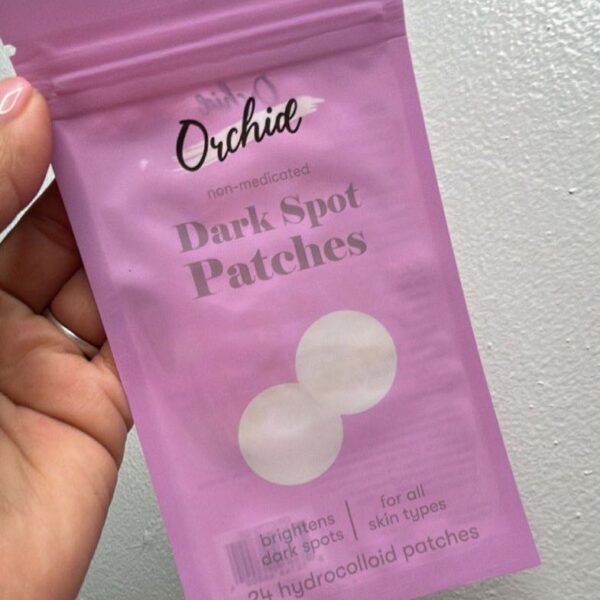 Orchid
non-medicated
Dark Spot
Patches
brightens
dark spots
for all
skin types
24 hydrocolloid patches